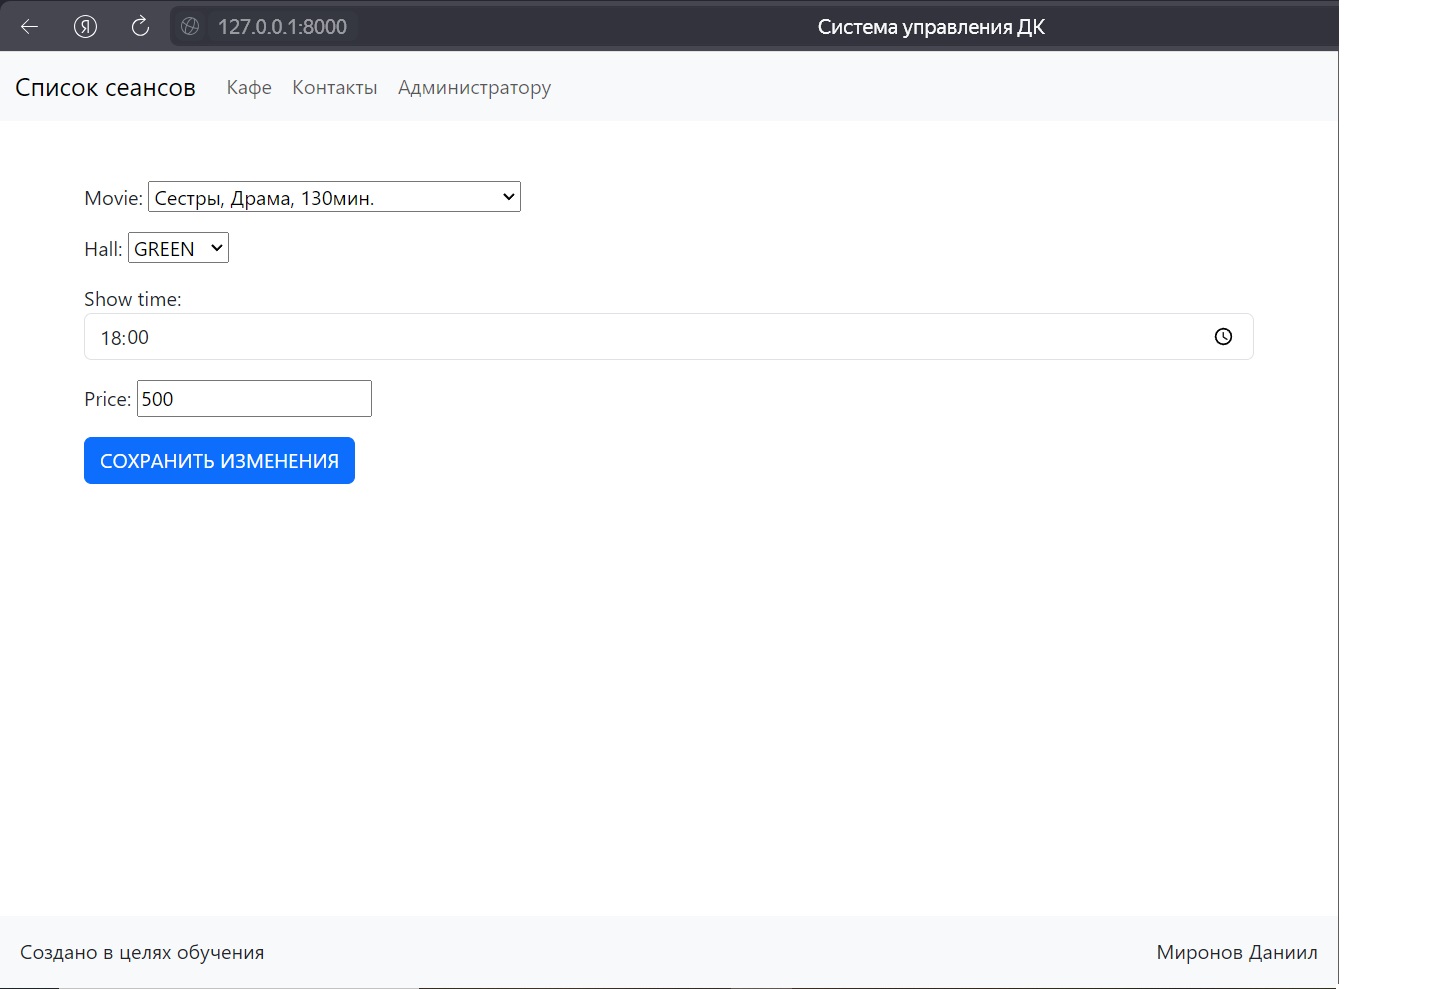 127.0.0.1:8000 Система управления ДК
Список сеансов Кафе Контакты Администратору
Movie: Сестры, Драма, 130мин.
Hall: GREEN
Show time:
18:00
Price: 500
СОХРАНИТЬ ИЗМЕНЕНИЯ
Создано в целях обучения Миронов Даниил